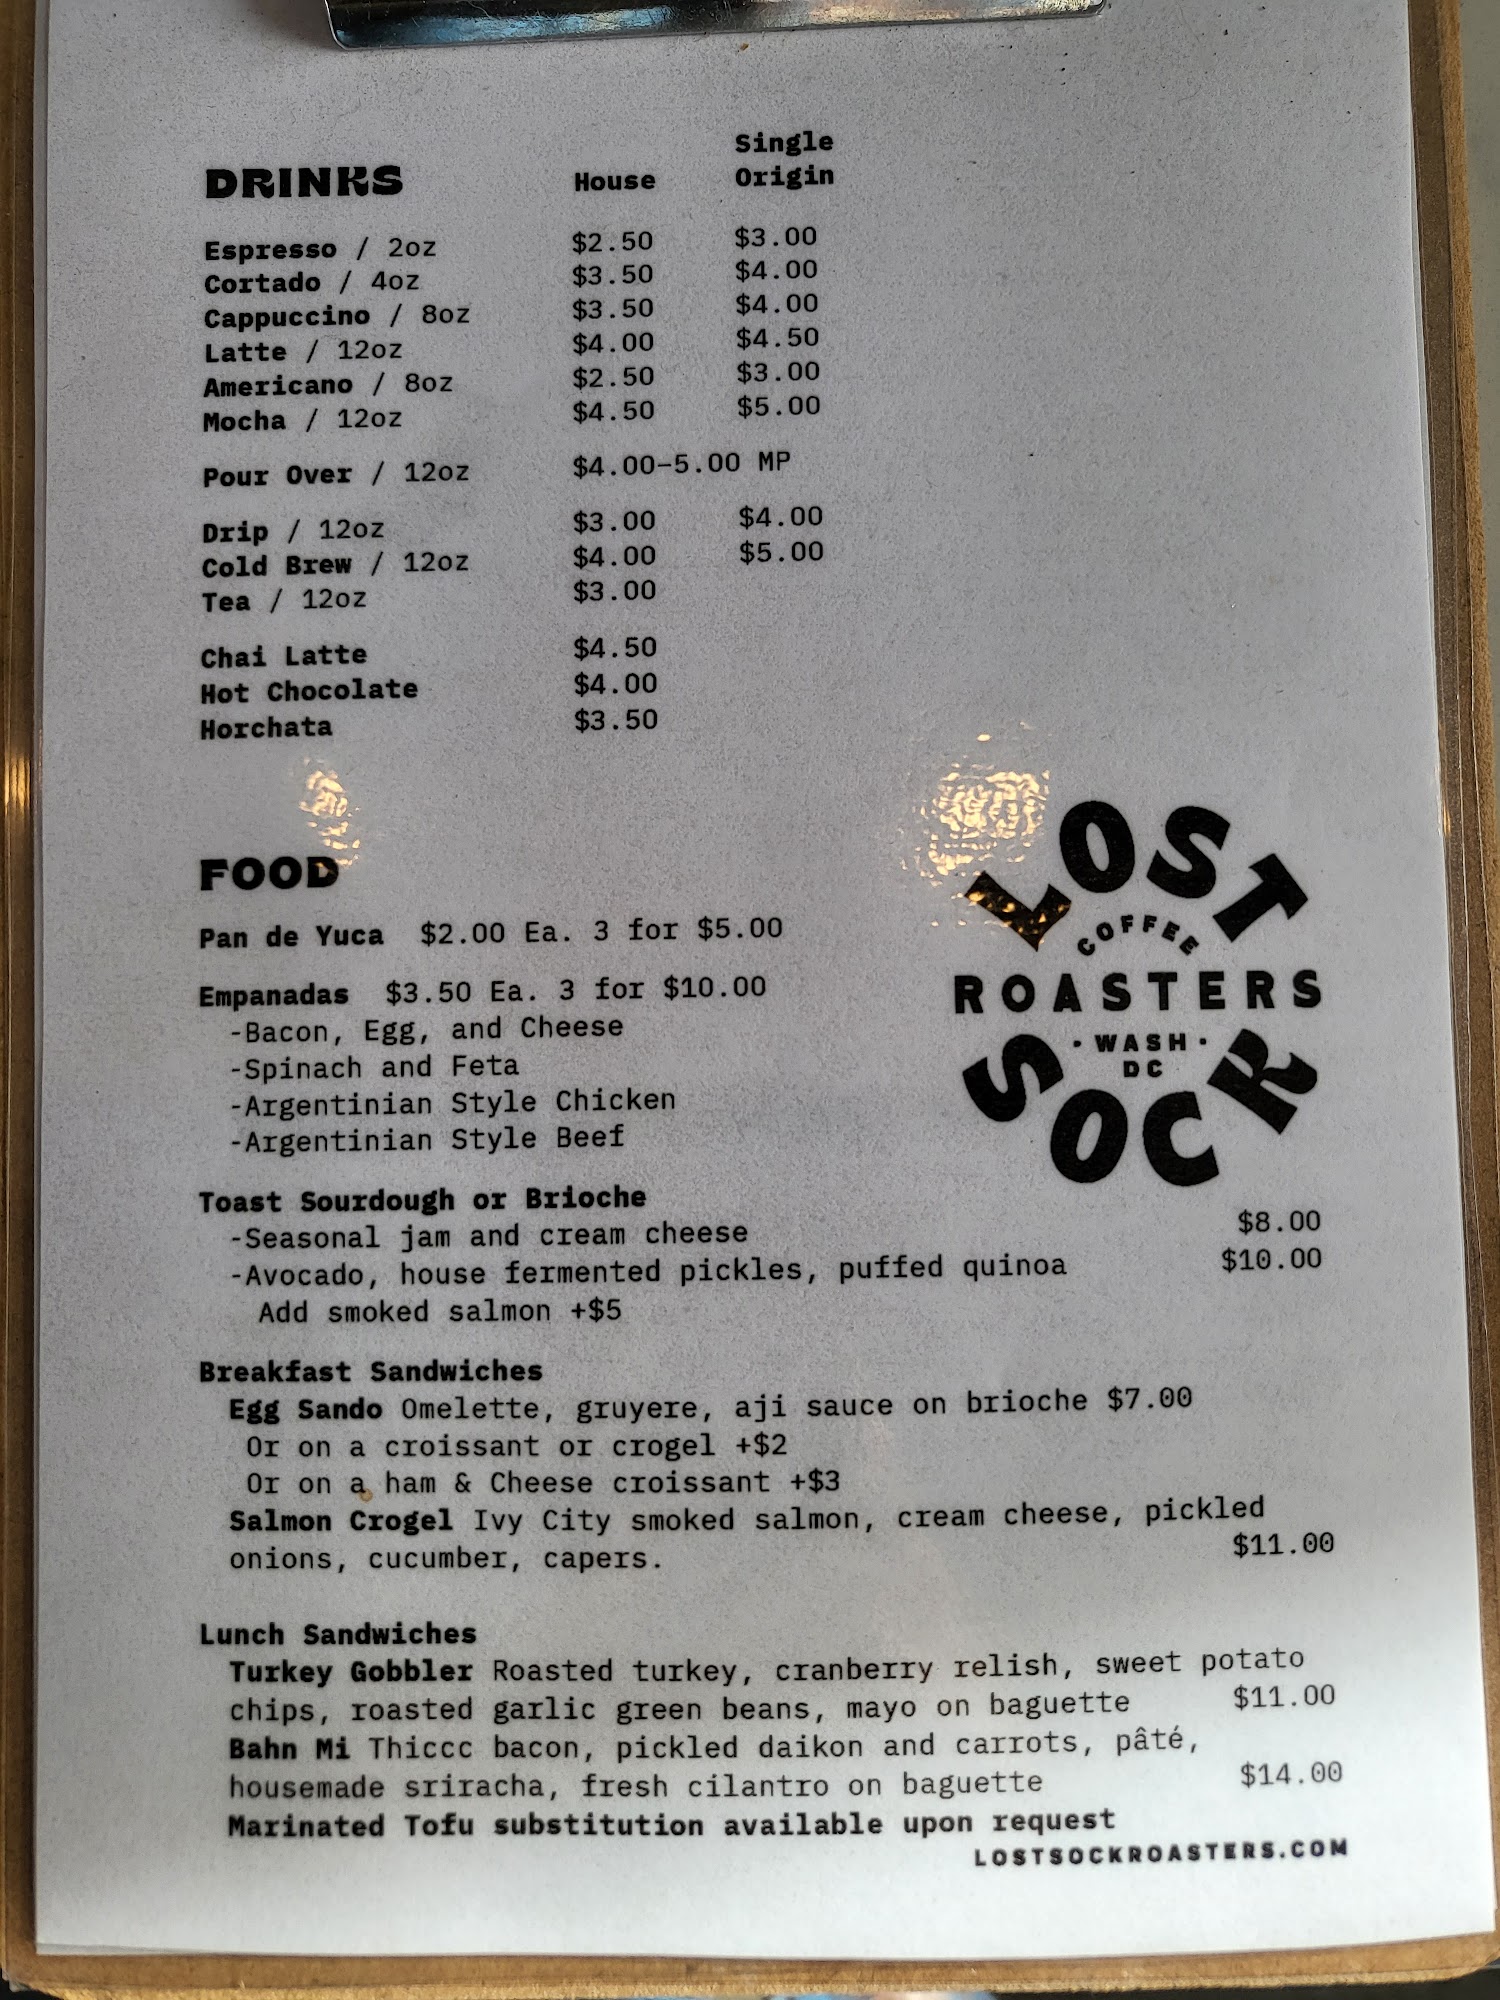 DRINKS House Single Origin
Espresso / 2oz $2.50 $3.00
Cortado / 4oz $3.50 $4.00
Cappuccino / 8oz $3.50 $4.00
Latte / 12oz $4.00 $4.50
Americano / 8oz $2.50 $3.00
Mocha / 12oz $4.50 $5.00
Pour Over / 12oz $4.00-5.00 MP
Drip / 12oz $3.00 $4.00
Cold Brew / 12oz $4.00 $5.00
Tea / 12oz $3.00
Chai Latte $4.50
Hot Chocolate $4.00
Horchata $3.50
LOST
COFFEE
ROASTERS
• WASH •
DC
SOCK
FOOD
Pan de Yuca $2.00 Ea. 3 for $5.00
Empanadas $3.50 Ea. 3 for $10.00
-Bacon, Egg, and Cheese
-Spinach and Feta
-Argentinian Style Chicken
-Argentinian Style Beef
Toast Sourdough or Brioche
-Seasonal jam and cream cheese $8.00
-Avocado, house fermented pickles, puffed quinoa $10.00
Add smoked salmon +$5
Breakfast Sandwiches
Egg Sando Omelette, gruyere, aji sauce on brioche $7.00
Or on a croissant or crogel +$2
Or on a ham & Cheese croissant +$3
Salmon Crogel Ivy City smoked salmon, cream cheese, pickled
onions, cucumber, capers. $11.00
Lunch Sandwiches
Turkey Gobbler Roasted turkey, cranberry relish, sweet potato
chips, roasted garlic green beans, mayo on baguette $11.00
Bahn Mi Thiccc bacon, pickled daikon and carrots, pâté,
housemade sriracha, fresh cilantro on baguette $14.00
Marinated Tofu substitution available upon request
LOSTSOCKROASTERS.COM